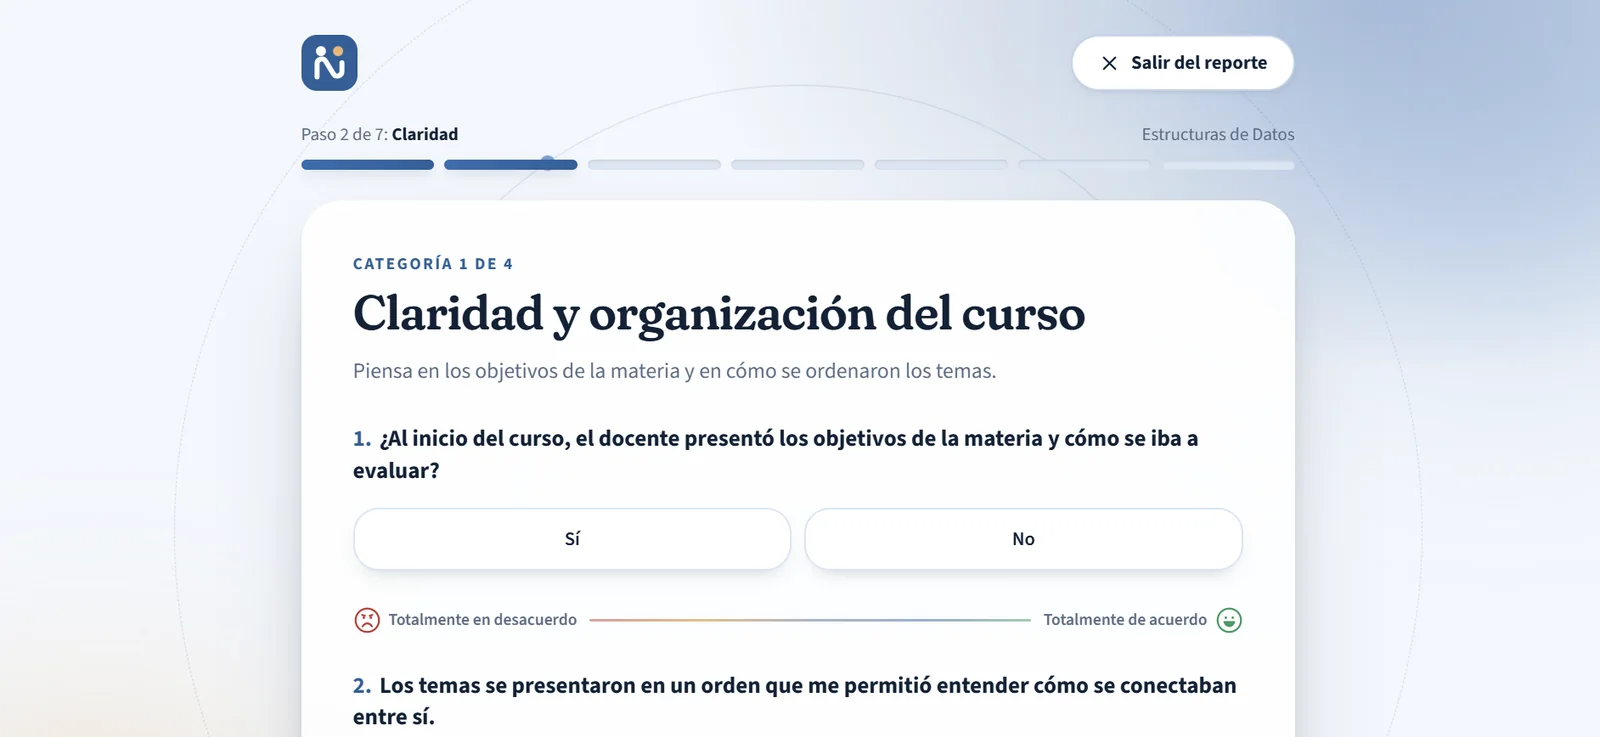 Salir del reporte
Paso 2 de 7: Claridad
Estructuras de Datos
CATEGORÍA 1 DE 4
Claridad y organización del curso
Piensa en los objetivos de la materia y en cómo se ordenaron los temas.
1. ¿Al inicio del curso, el docente presentó los objetivos de la materia y cómo se iba a
evaluar?
Sí
No
Totalmente en desacuerdo
Totalmente de acuerdo
2. Los temas se presentaron en un orden que me permitió entender cómo se conectaban
entre sí.